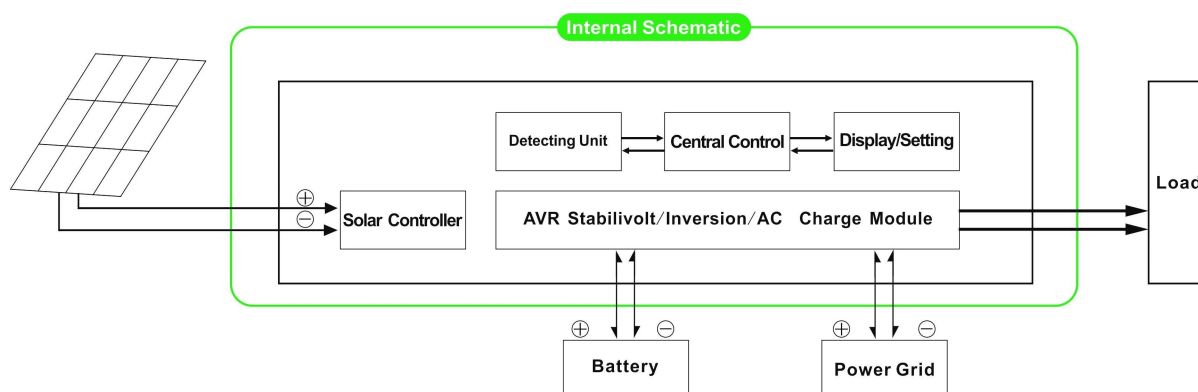 Internal Schematic
Detecting Unit
Central Control
Display/Setting
Load
⊕
⊖
Solar Controller
AVR Stabilivolt/Inversion/AC Charge Module
⊕
⊖
⊕
⊖
Battery
Power Grid